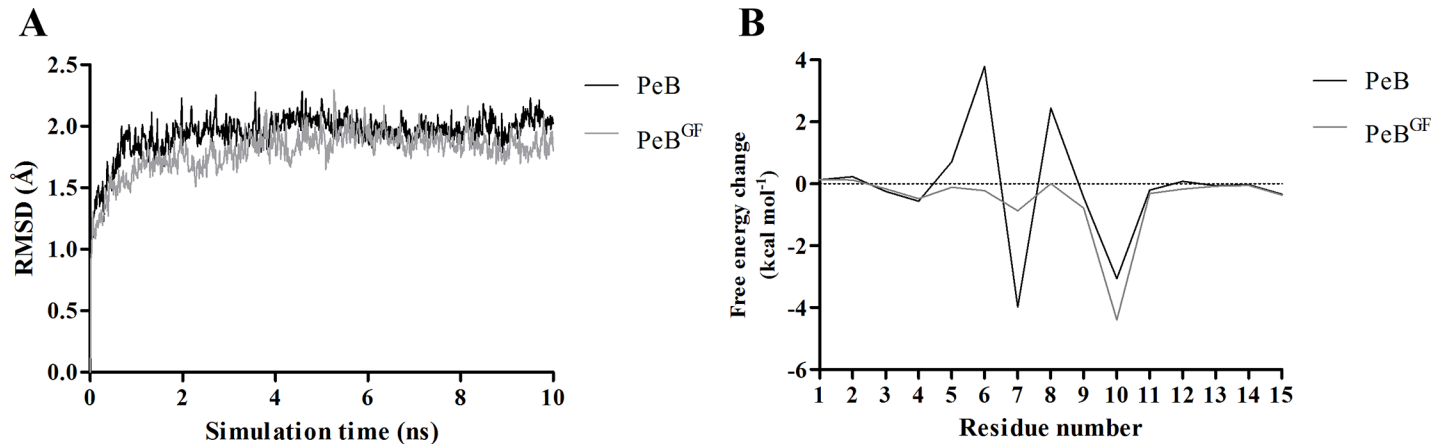 A
RMSD (Å)
2.5
2.0
1.5
1.0
0.5
0.0
0 2 4 6 8 10
Simulation time (ns)
PeB
PeB^GF
B
Free energy change
(kcal mol⁻¹)
4
2
0
-2
-4
-6
1 2 3 4 5 6 7 8 9 10 11 12 13 14 15
Residue number
PeB
PeB^GF